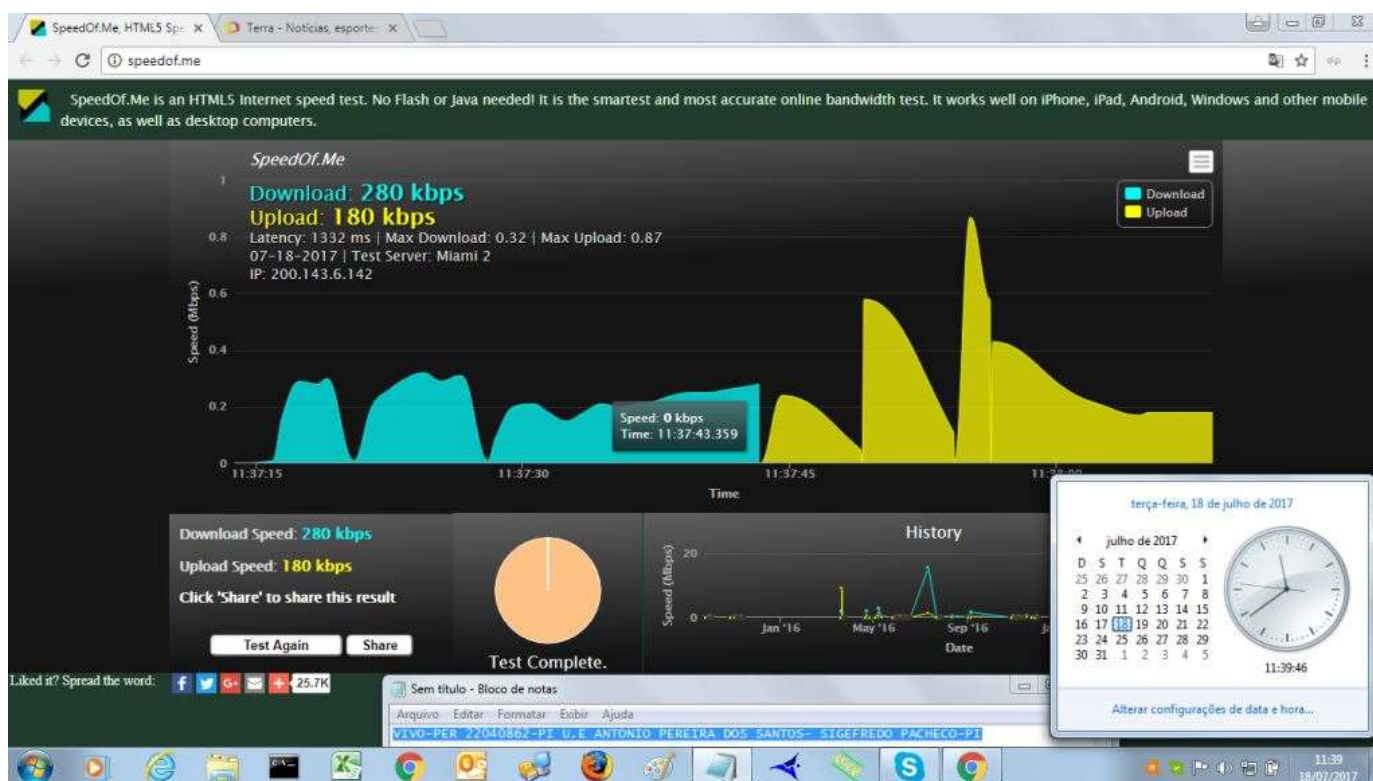 SpeedOf.Me, HTML5 Spe
Terra - Notícias, esporte
speedof.me
SpeedOf.Me is an HTML5 Internet speed test. No Flash or Java needed! It is the smartest and most accurate online bandwidth test. It works well on iPhone, iPad, Android, Windows and other mobile
devices, as well as desktop computers.
SpeedOf.Me
Download: 280 kbps
Upload: 180 kbps
Latency: 1332 ms | Max Download: 0.32 | Max Upload: 0.87
07-18-2017 | Test Server: Miami 2
IP: 200.143.6.142
Download
Upload
1
0.8
0.6
0.4
0.2
0
Speed (Mbps)
Speed: 0 kbps
Time: 11:37:43.359
11:37:15 11:37:30 11:37:45 11:38:00
Time
Download Speed: 280 kbps
Upload Speed: 180 kbps
Click 'Share' to share this result
Test Again Share
Test Complete.
History
Speed (Mbps)
20
0
Jan '16 May '16 Sep '16
Date
terça-feira, 18 de julho de 2017
julho de 2017
D S T Q Q S S
25 26 27 28 29 30 1
2 3 4 5 6 7 8
9 10 11 12 13 14 15
16 17 18 19 20 21 22
23 24 25 26 27 28 29
30 31 1 2 3 4 5
11:39:46
Alterar configurações de data e hora...
Liked it? Spread the word: 25.7K
Sem título - Bloco de notas
Arquivo Editar Formatar Exibir Ajuda
VIVO-PER 22040862-PI U.E ANTONIO PEREIRA DOS SANTOS- SIGEFREDO PACHECO-PI
11:39
18/07/2017